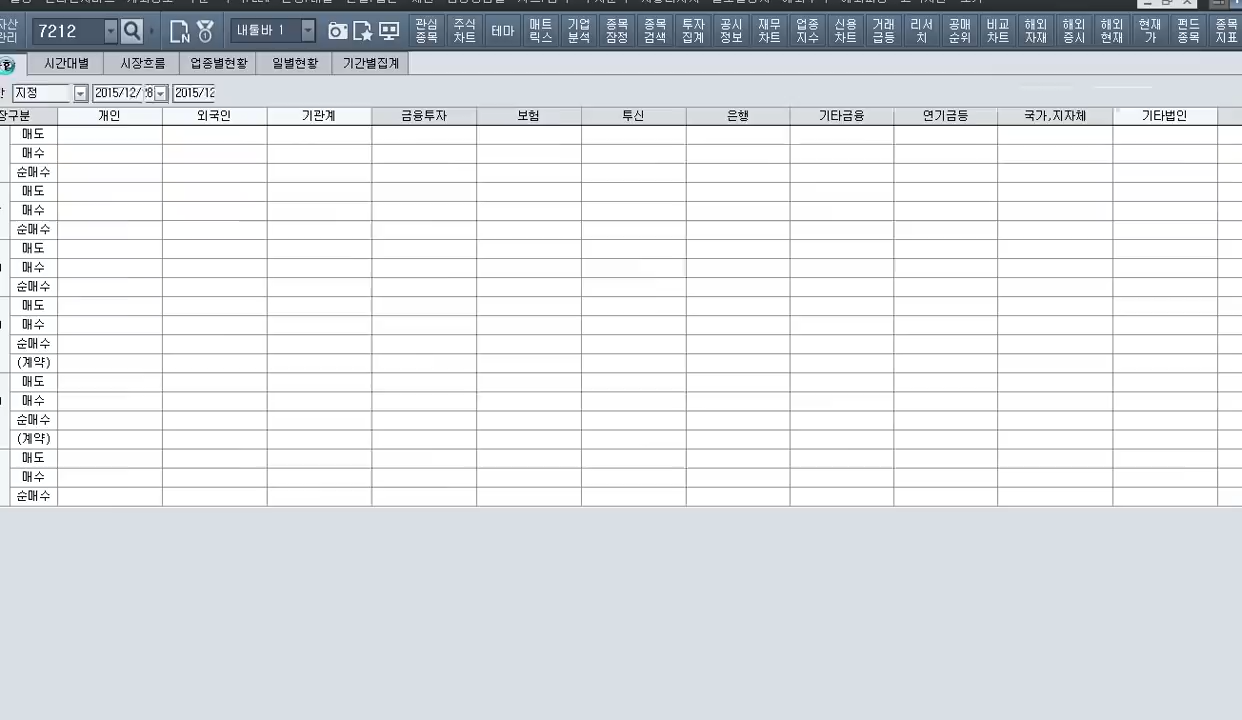 자산 관리 7212 내툴바 1 관심 종목 주식 차트 테마 매트 릭스 기업 분석 종목 잠정 종목 검색 투자 집계 공시 정보 재무 차트 업종 지수 신용 차트 거래 급등 리서 치 공매 순위 비교 차트 해외 자재 해외 증시 해외 현재 현재 가 펀드 종목 종목 지표
시간대별 시장흐름 업종별현황 일별현황 기간별집계
지정 2015/12/ 2015/12
장구분 개인 외국인 기관계 금융투자 보험 투신 은행 기타금융 연기금등 국가,지자체 기타법인
매도
매수
순매수
매도
매수
순매수
매도
매수
순매수
매도
매수
순매수
(계약)
매도
매수
순매수
(계약)
매도
매수
순매수